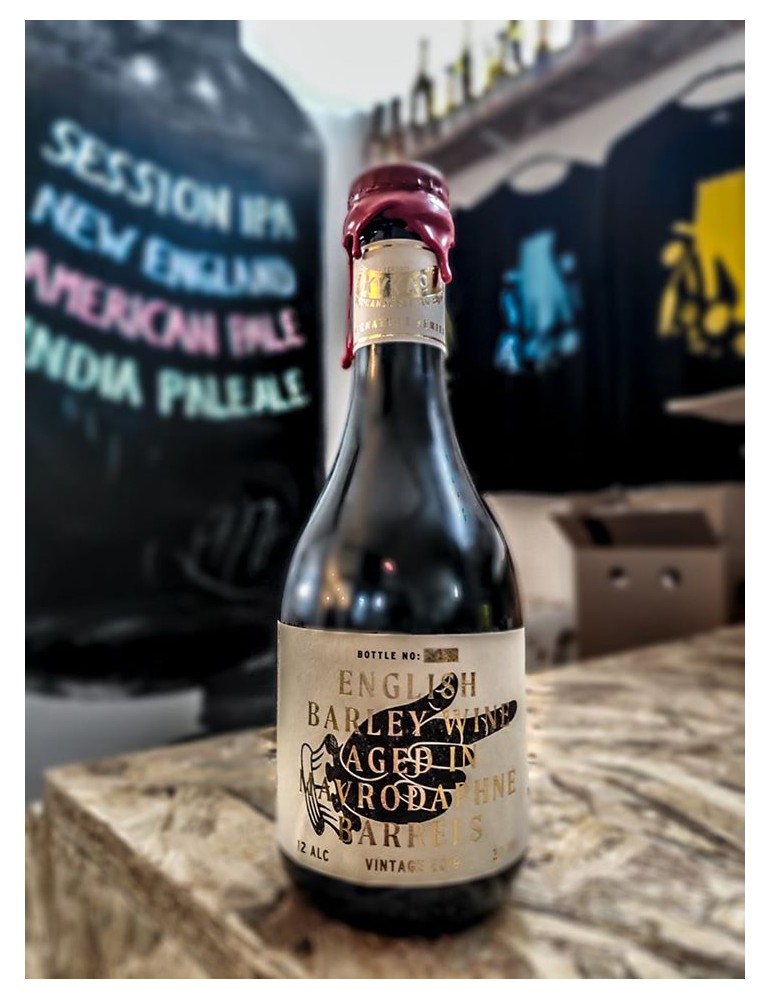 SESSION IPA
NEW ENGLAND
AMERICAN PALE
INDIA PALE ALE
BOTTLE NO:
ENGLISH
BARLEY WINE
AGED IN
MAVRODAPHNE
BARRELS
12 ALC
VINTAGE